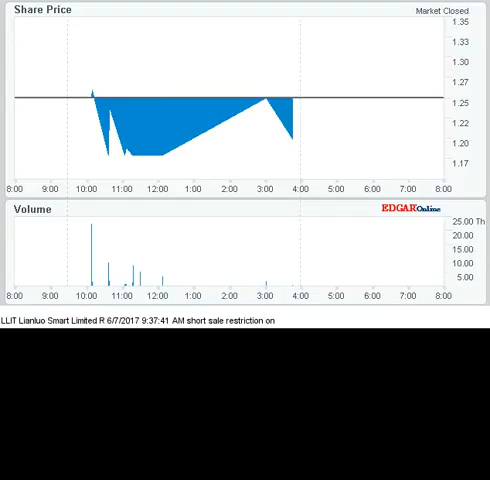 Share Price
Market Closed
1.35
1.33
1.30
1.27
1.25
1.22
1.20
1.17
8:00 9:00 10:00 11:00 12:00 1:00 2:00 3:00 4:00 5:00 6:00 7:00 8:00
Volume
EDGAR Online
25.00 Th
20.00
15.00
10.00
5.00
8:00 9:00 10:00 11:00 12:00 1:00 2:00 3:00 4:00 5:00 6:00 7:00 8:00
LLIT Lianluo Smart Limited R 6/7/2017 9:37:41 AM short sale restriction on